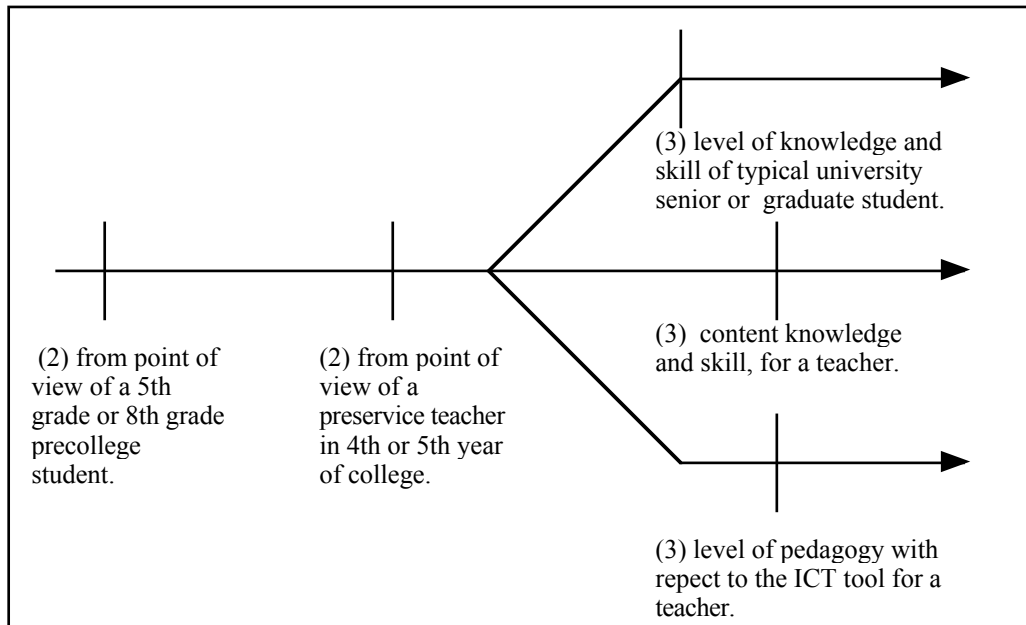 (3) level of knowledge and
skill of typical university
senior or graduate student.
(2) from point of
view of a 5th
grade or 8th grade
precollege
student.
(2) from point of
view of a
preservice teacher
in 4th or 5th year
of college.
(3) content knowledge
and skill, for a teacher.
(3) level of pedagogy with
repect to the ICT tool for a
teacher.